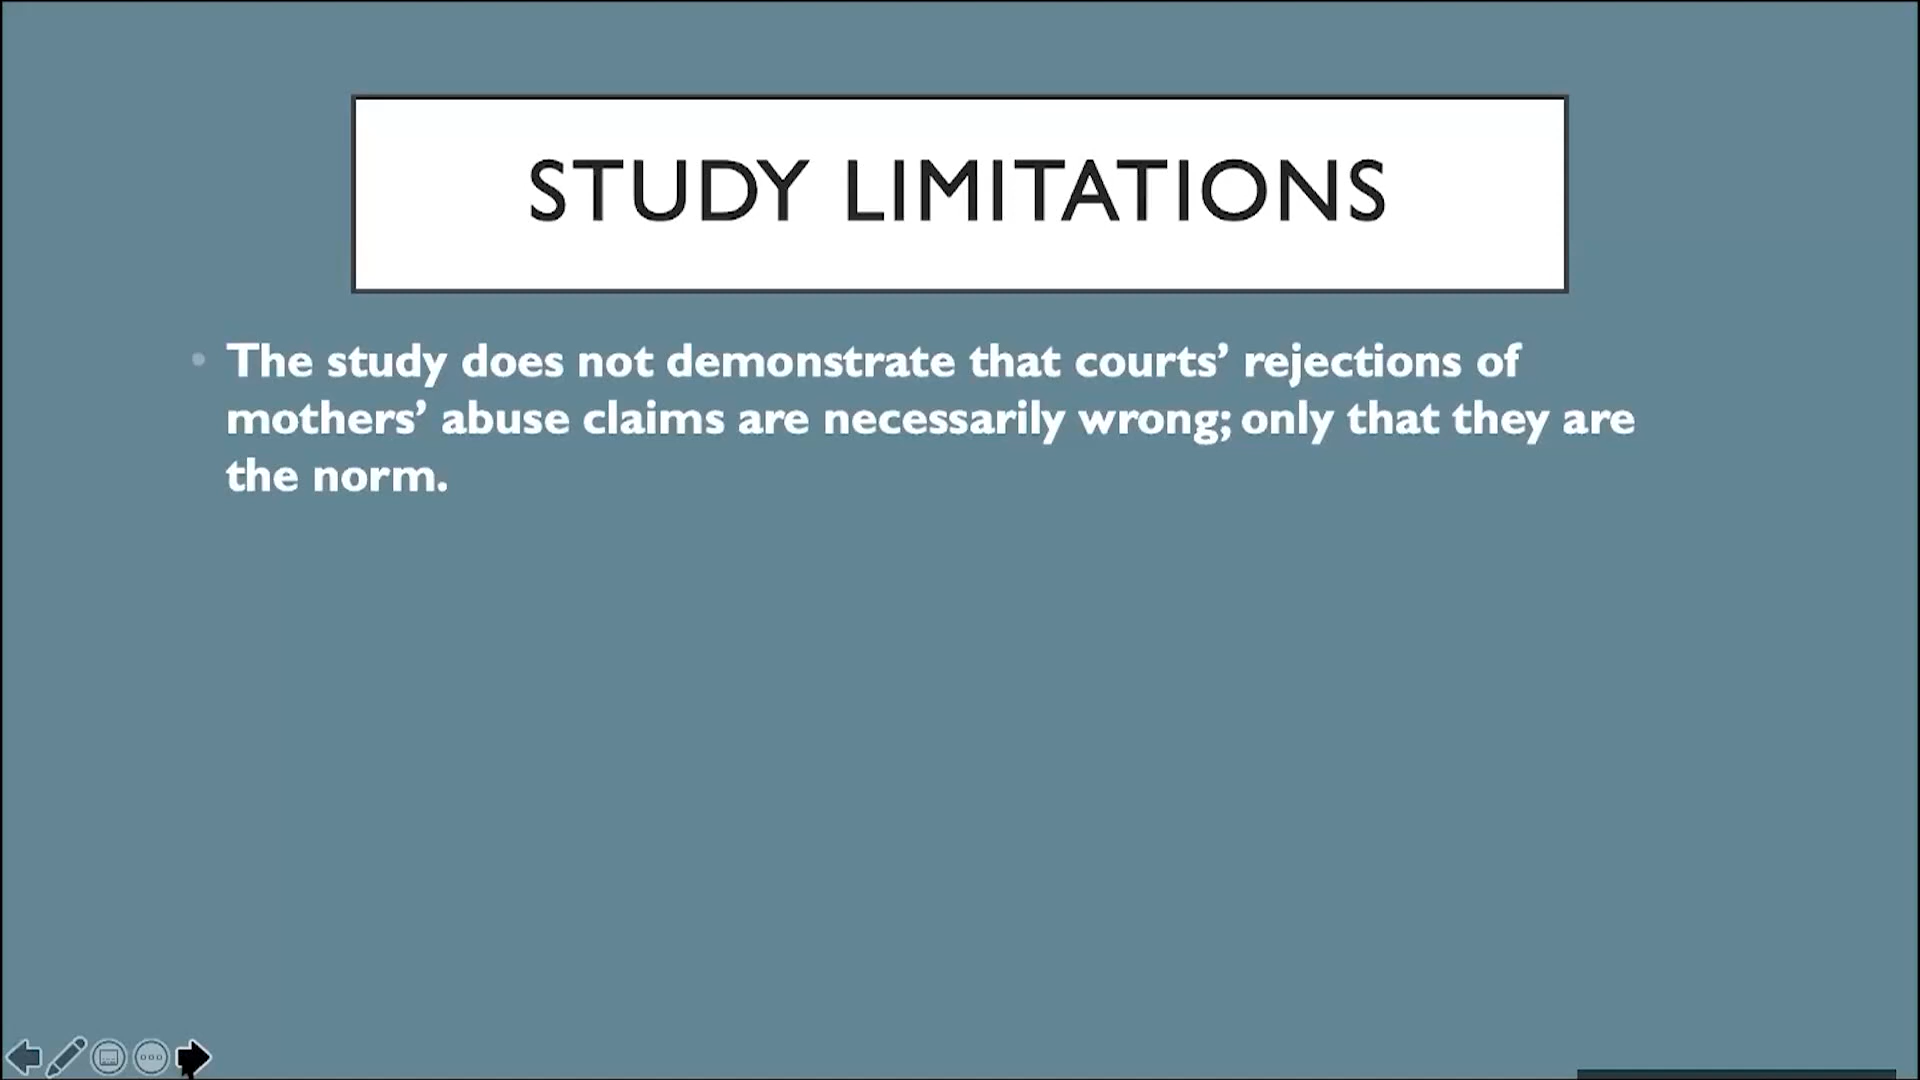 STUDY LIMITATIONS
• The study does not demonstrate that courts’ rejections of
mothers’ abuse claims are necessarily wrong; only that they are
the norm.